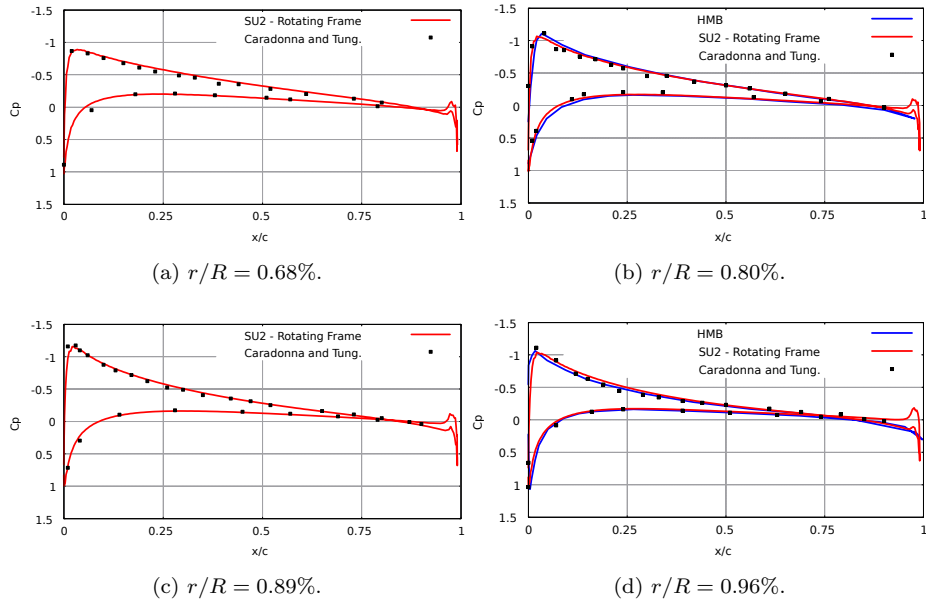 SU2 - Rotating Frame
Caradonna and Tung.
-1.5
-1
-0.5
0
0.5
1
1.5
Cp
0
0.25
0.5
0.75
1
x/c
(a) r/R = 0.68%.
HMB
SU2 - Rotating Frame
Caradonna and Tung.
-1.5
-1
-0.5
0
0.5
1
1.5
Cp
0
0.25
0.5
0.75
1
x/c
(b) r/R = 0.80%.
SU2 - Rotating Frame
Caradonna and Tung.
-1.5
-1
-0.5
0
0.5
1
1.5
Cp
0
0.25
0.5
0.75
1
x/c
(c) r/R = 0.89%.
HMB
SU2 - Rotating Frame
Caradonna and Tung.
-1.5
-1
-0.5
0
0.5
1
1.5
Cp
0
0.25
0.5
0.75
1
x/c
(d) r/R = 0.96%.